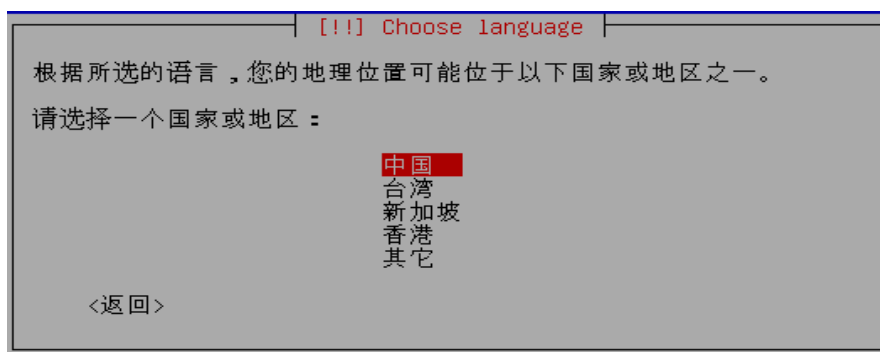 [!!] Choose language
根据所选的语言,您的地理位置可能位于以下国家或地区之一。
请选择一个国家或地区:
中国
台湾
新加坡
香港
其它
<返回>